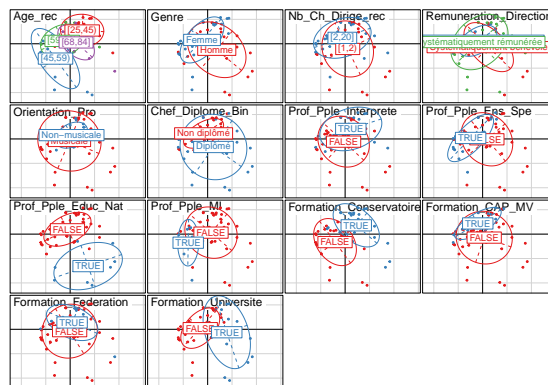 Age_rec
[25,45)
[68,84]
[45,59)
Genre
Femme
Homme
Nb_Ch_Dirige_rec
[2,20]
[1,2)
Remuneration_Direction
ystématiquement rémunérée
Orientation_Pro
Non-musicale
Musicale
Chef_Diplome_Bin
Non diplômé
Diplômé
Prof_Pple_Interprete
TRUE
FALSE
Prof_Pple_Ens_Spe
TRUE
Prof_Pple_Educ_Nat
FALSE
TRUE
Prof_Pple_MI
FALSE
TRUE
Formation_Conservatoire
TRUE
FALSE
Formation_CAP_MV
TRUE
FALSE
Formation_Federation
TRUE
FALSE
Formation_Universite
FALSE
TRUE